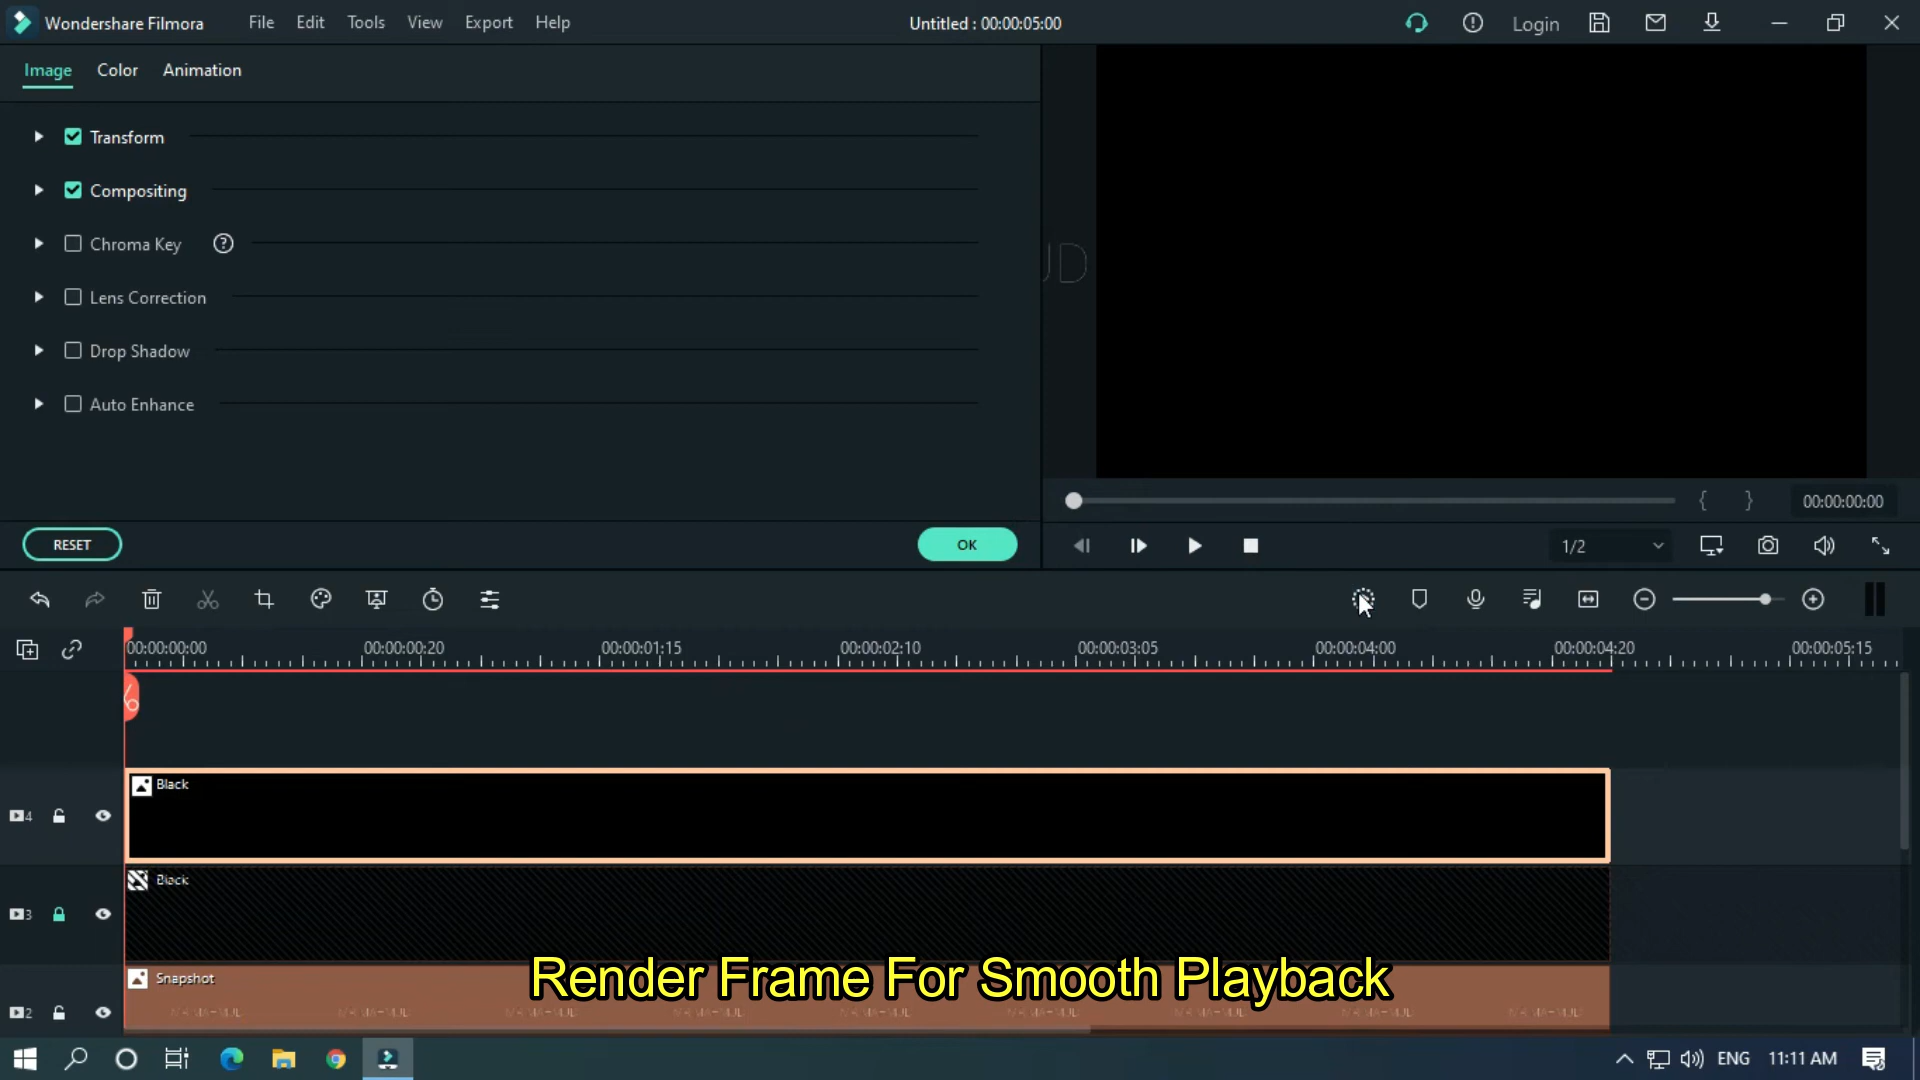 Wondershare Filmora File Edit Tools View Export Help Untitled : 00:00:05:00 Login
Image Color Animation
Transform
Compositing
Chroma Key ?
Lens Correction
Drop Shadow
Auto Enhance
UD
{ } 00:00:00:00
RESET OK 1/2
00:00:00:00 00:00:00:20 00:00:01:15 00:00:02:10 00:00:03:05 00:00:04:00 00:00:04:20 00:00:05:15
Black
4
Black
3
Snapshot
2
Render Frame For Smooth Playback
ENG 11:11 AM